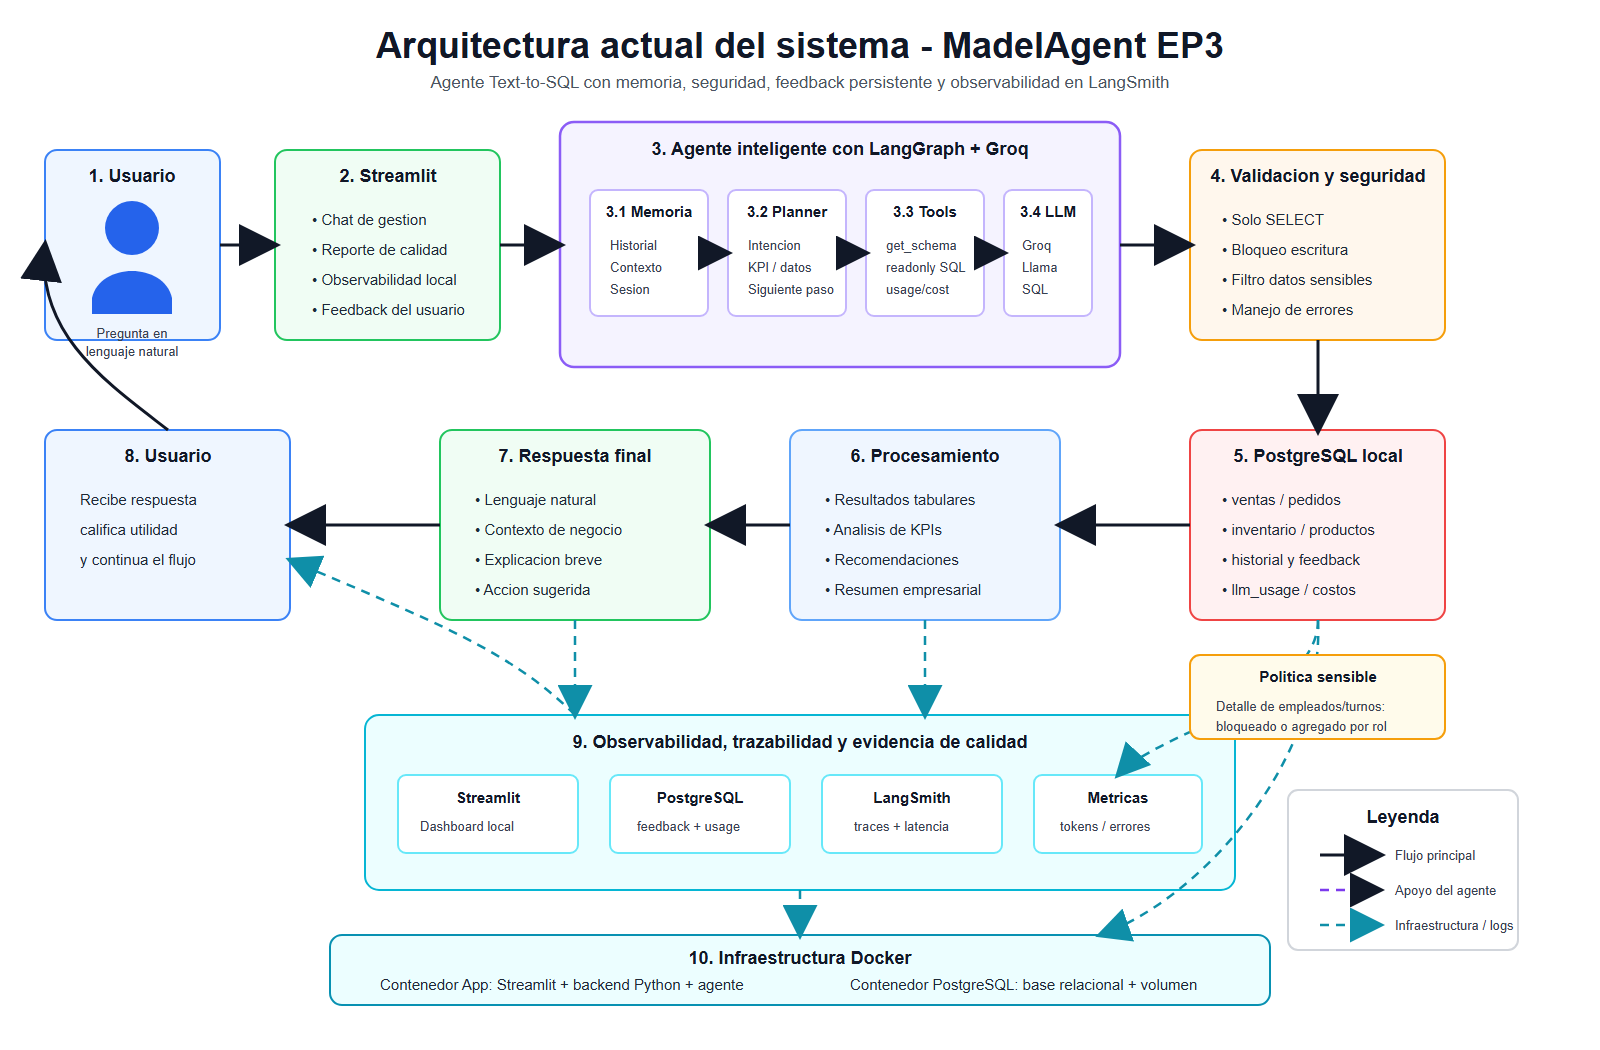 Arquitectura actual del sistema - MadelAgent EP3
Agente Text-to-SQL con memoria, seguridad, feedback persistente y observabilidad en LangSmith
1. Usuario
Pregunta en
lenguaje natural
2. Streamlit
• Chat de gestion
• Reporte de calidad
• Observabilidad local
• Feedback del usuario
3. Agente inteligente con LangGraph + Groq
3.1 Memoria
Historial
Contexto
Sesion
3.2 Planner
Intencion
KPI / datos
Siguiente paso
3.3 Tools
get_schema
readonly SQL
usage/cost
3.4 LLM
Groq
Llama
SQL
4. Validacion y seguridad
• Solo SELECT
• Bloqueo escritura
• Filtro datos sensibles
• Manejo de errores
8. Usuario
Recibe respuesta
califica utilidad
y continua el flujo
7. Respuesta final
• Lenguaje natural
• Contexto de negocio
• Explicacion breve
• Accion sugerida
6. Procesamiento
• Resultados tabulares
• Analisis de KPIs
• Recomendaciones
• Resumen empresarial
5. PostgreSQL local
• ventas / pedidos
• inventario / productos
• historial y feedback
• llm_usage / costos
Politica sensible
Detalle de empleados/turnos:
bloqueado o agregado por rol
9. Observabilidad, trazabilidad y evidencia de calidad
Streamlit
Dashboard local
PostgreSQL
feedback + usage
LangSmith
traces + latencia
Metricas
tokens / errores
Leyenda
Flujo principal
Apoyo del agente
Infraestructura / logs
10. Infraestructura Docker
Contenedor App: Streamlit + backend Python + agente
Contenedor PostgreSQL: base relacional + volumen